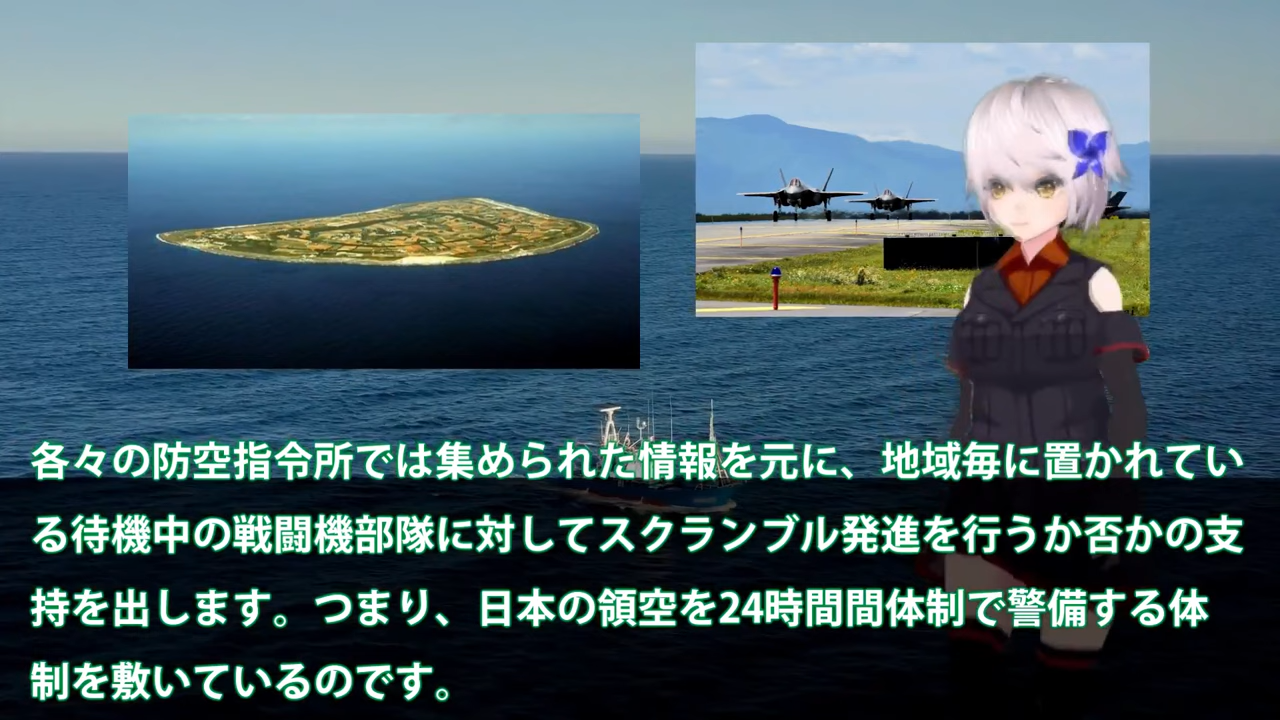 各々の防空指令所では集められた情報を元に、地域毎に置かれてい
る待機中の戦闘機部隊に対してスクランブル発進を行うか否かの支
持を出します。つまり、日本の領空を24時間間体制で警備する体
制を敷いているのです。